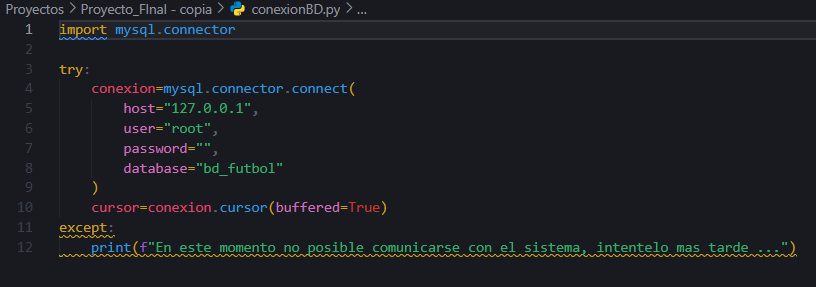 Proyectos > Proyecto_FInal - copia > conexionBD.py > ...
1 import mysql.connector
2
3 try:
4     conexion=mysql.connector.connect(
5         host="127.0.0.1",
6         user="root",
7         password="",
8         database="bd_futbol"
9     )
10     cursor=conexion.cursor(buffered=True)
11 except:
12     print(f"En este momento no posible comunicarse con el sistema, intentelo mas tarde ...")